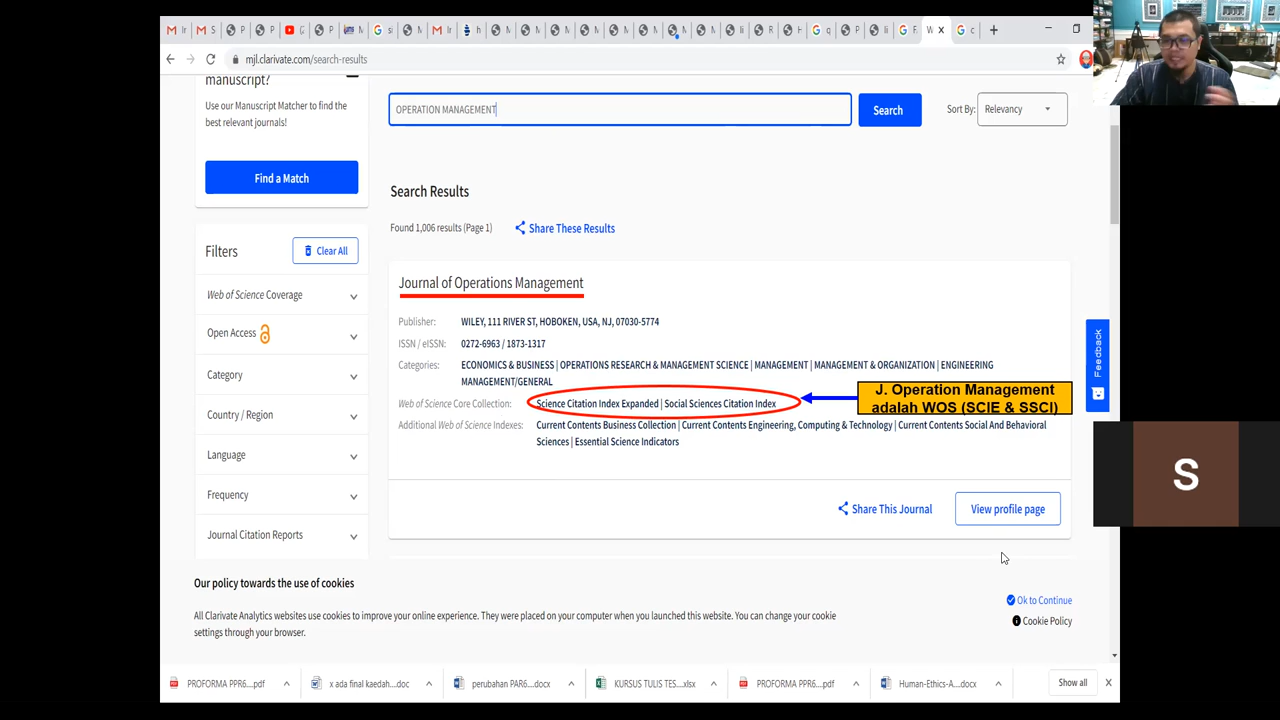 mjl.clarivate.com/search-results
manuscript?
Use our Manuscript Matcher to find the
best relevant journals!
Find a Match
OPERATION MANAGEMENT
Search
Sort By:
Relevancy
Search Results
Found 1,006 results (Page 1)
Share These Results
Filters
Clear All
Web of Science Coverage
Open Access
Category
Country / Region
Language
Frequency
Journal Citation Reports
Journal of Operations Management
Publisher: WILEY, 111 RIVER ST, HOBOKEN, USA, NJ, 07030-5774
ISSN / eISSN: 0272-6963 / 1873-1317
Categories: ECONOMICS & BUSINESS | OPERATIONS RESEARCH & MANAGEMENT SCIENCE | MANAGEMENT | MANAGEMENT & ORGANIZATION | ENGINEERING
MANAGEMENT/GENERAL
Web of Science Core Collection: Science Citation Index Expanded | Social Sciences Citation Index
J. Operation Management
adalah WOS (SCIE & SSCI)
Additional Web of Science Indexes: Current Contents Business Collection | Current Contents Engineering, Computing & Technology | Current Contents Social And Behavioral
Sciences | Essential Science Indicators
Share This Journal
View profile page
Feedback
S
Our policy towards the use of cookies
All Clarivate Analytics websites use cookies to improve your online experience. They were placed on your computer when you launched this website. You can change your cookie
settings through your browser.
Ok to Continue
Cookie Policy
PROFORMA PPR6....pdf
x ada final kaedah....doc
perubahan PAR6....docx
KURSUS TULIS TES....xlsx
PROFORMA PPR6....pdf
Human-Ethics-A....docx
Show all